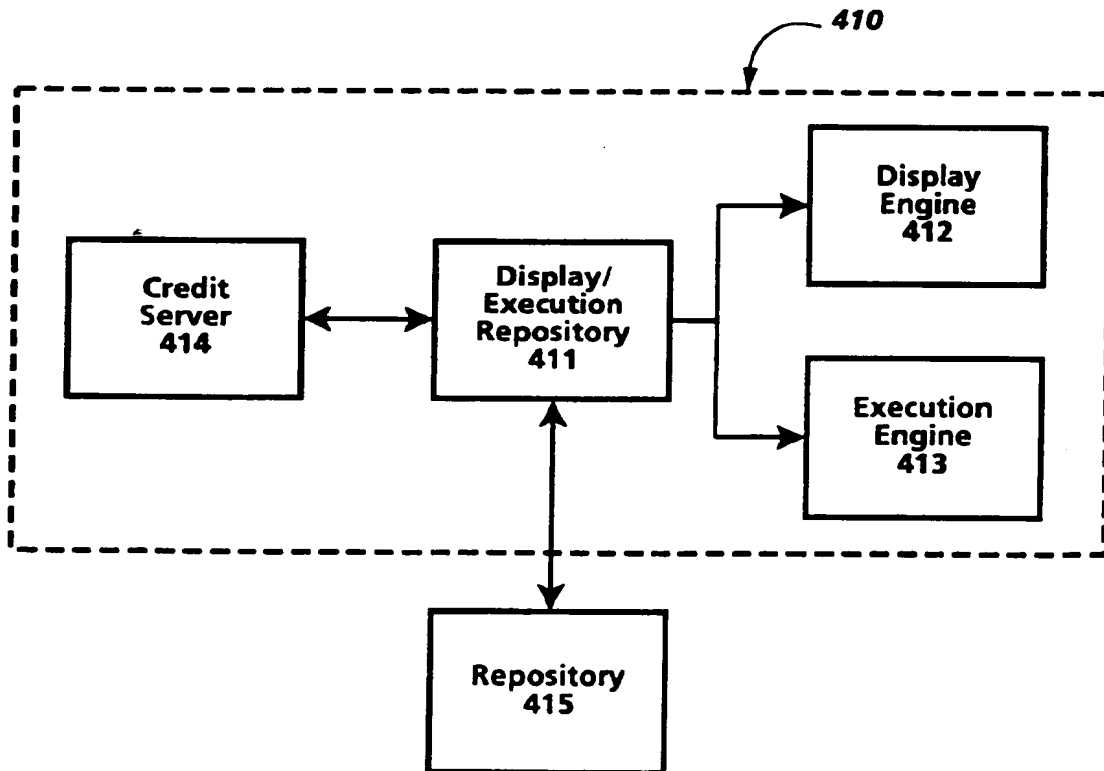 410
Display
Engine
412
Credit
Server
414
Display/
Execution
Repository
411
Execution
Engine
413
Repository
415